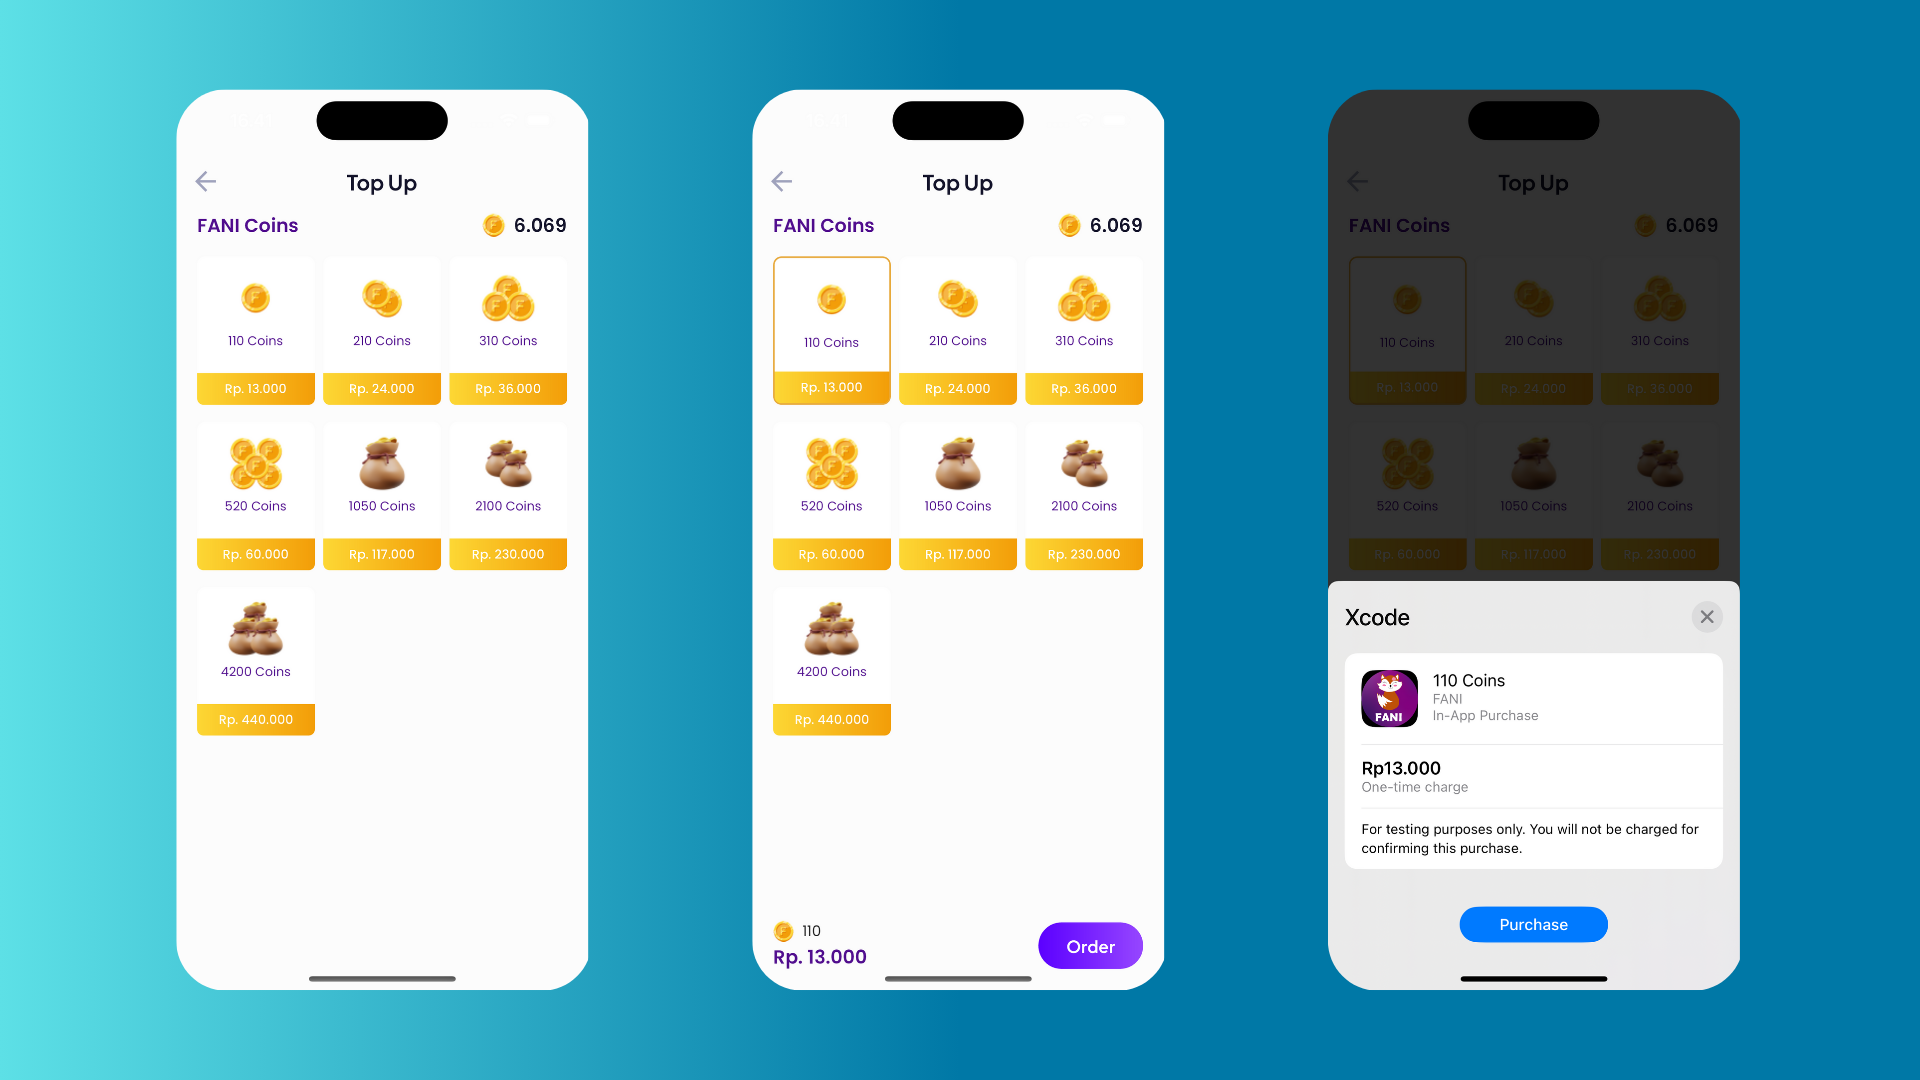 Top Up
FANI Coins 6.069
110 Coins 210 Coins 310 Coins
Rp. 13.000 Rp. 24.000 Rp. 36.000
520 Coins 1050 Coins 2100 Coins
Rp. 60.000 Rp. 117.000 Rp. 230.000
4200 Coins
Rp. 440.000
Top Up
FANI Coins 6.069
110 Coins 210 Coins 310 Coins
Rp. 13.000 Rp. 24.000 Rp. 36.000
520 Coins 1050 Coins 2100 Coins
Rp. 60.000 Rp. 117.000 Rp. 230.000
4200 Coins
Rp. 440.000
110
Rp. 13.000
Order
Top Up
FANI Coins 6.069
110 Coins 210 Coins 310 Coins
Rp. 13.000 Rp. 24.000 Rp. 36.000
520 Coins 1050 Coins 2100 Coins
Rp. 60.000 Rp. 117.000 Rp. 230.000
Xcode
FANI
110 Coins
FANI
In-App Purchase
Rp13.000
One-time charge
For testing purposes only. You will not be charged for
confirming this purchase.
Purchase